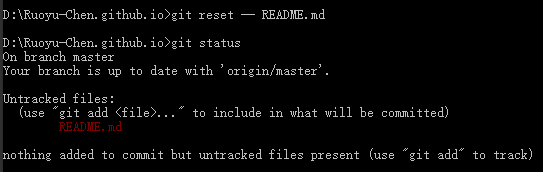 D:\Ruoyu-Chen.github.io>git reset -- README.md
D:\Ruoyu-Chen.github.io>git status
On branch master
Your branch is up to date with 'origin/master'.
Untracked files:
(use "git add <file>..." to include in what will be committed)
README.md
nothing added to commit but untracked files present (use "git add" to track)